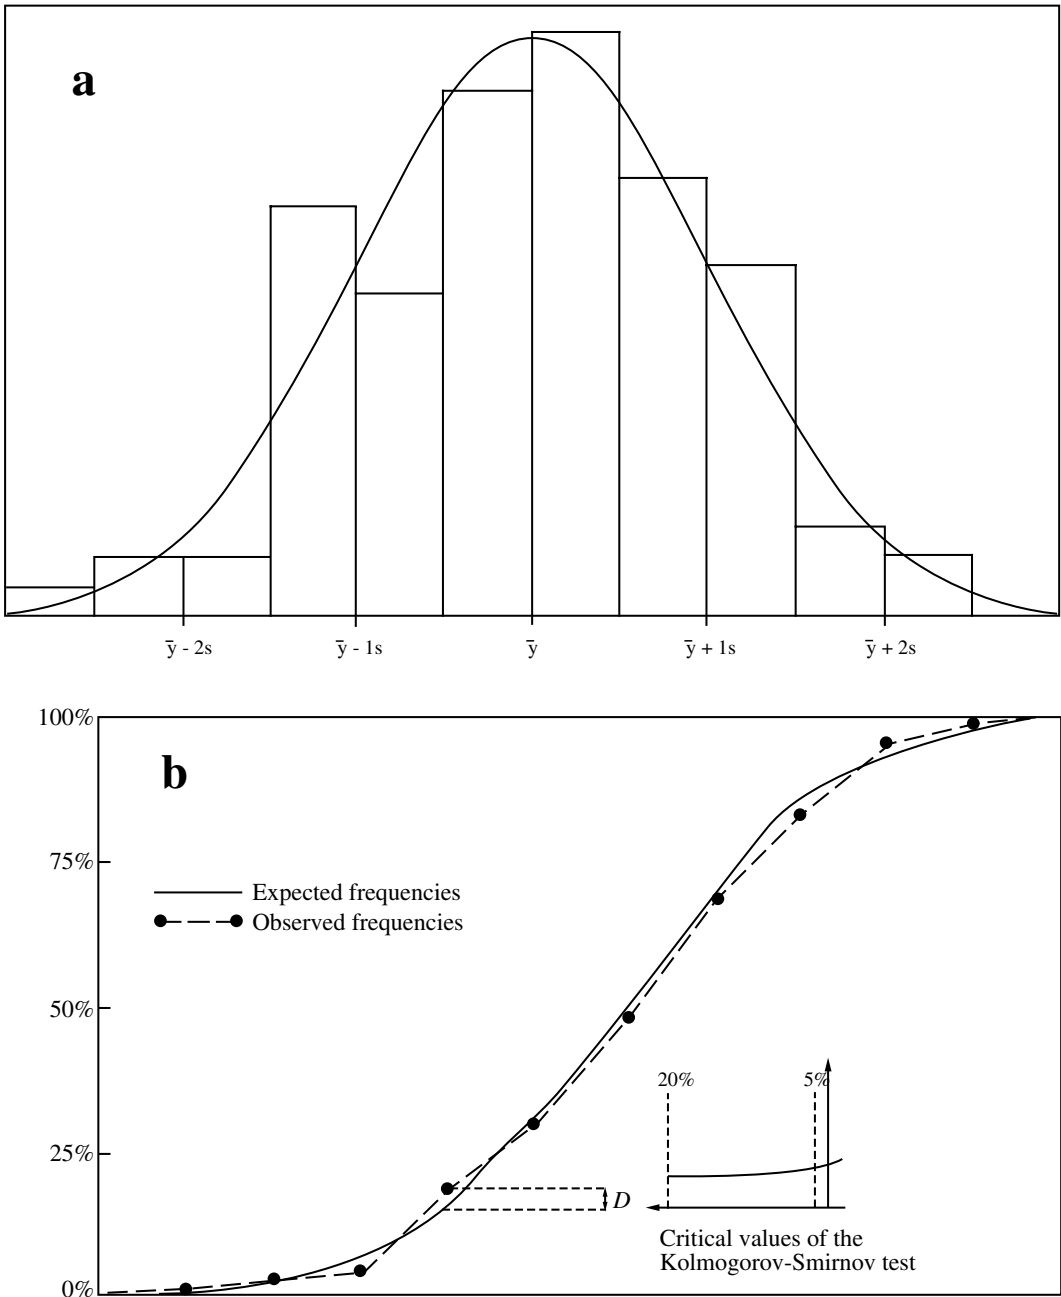 a
y̅ - 2s
y̅ - 1s
y̅
y̅ + 1s
y̅ + 2s
100%
b
75%
Expected frequencies
Observed frequencies
50%
20%
5%
25%
D
Critical values of the
Kolmogorov-Smirnov test
0%